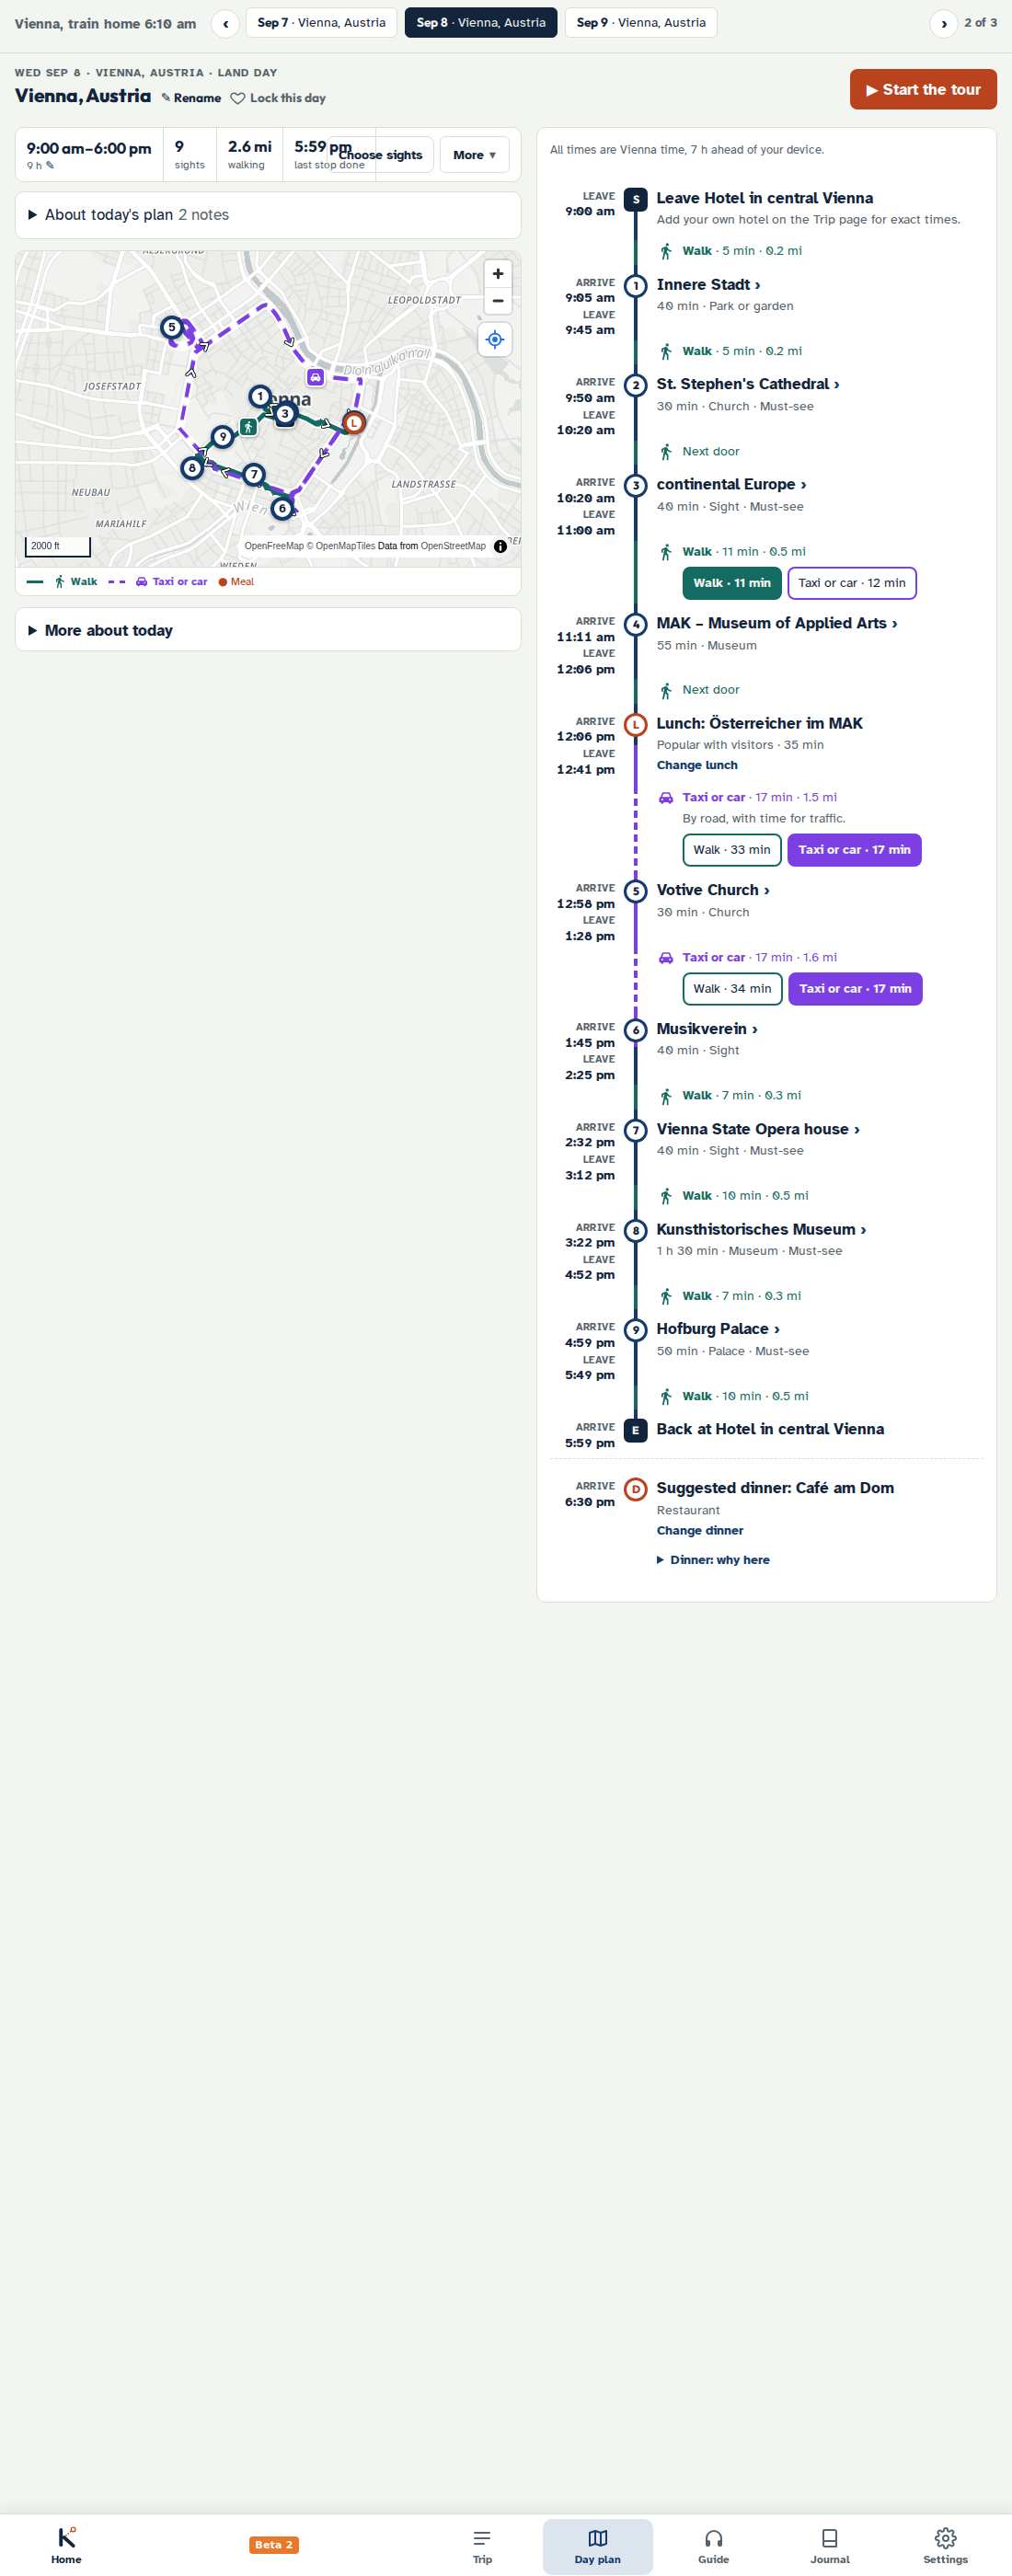 Vienna, train home 6:10 am
‹
Sep 7 · Vienna, Austria
Sep 8 · Vienna, Austria
Sep 9 · Vienna, Austria
›
2 of 3
WED SEP 8 · VIENNA, AUSTRIA · LAND DAY
Vienna, Austria ✎ Rename ♡ Lock this day
▶ Start the tour
9:00 am–6:00 pm
9 h ✎
9
sights
2.6 mi
walking
5:59 pm
last stop done
Choose sights
More ▾
▶ About today's plan 2 notes
ALSERGRUND
LEOPOLDSTADT
Donaukanal
JOSEFSTADT
LANDSTRASSE
NEUBAU
MARIAHILF
Wien
WIEDEN
+
−
5
1
3
L
9
8
7
6
2000 ft
OpenFreeMap © OpenMapTiles Data from OpenStreetMap
Walk
Taxi or car
Meal
▶ More about today
All times are Vienna time, 7 h ahead of your device.
LEAVE
9:00 am
S
Leave Hotel in central Vienna
Add your own hotel on the Trip page for exact times.
Walk · 5 min · 0.2 mi
ARRIVE
9:05 am
LEAVE
9:45 am
1
Innere Stadt ›
40 min · Park or garden
Walk · 5 min · 0.2 mi
ARRIVE
9:50 am
LEAVE
10:20 am
2
St. Stephen's Cathedral ›
30 min · Church · Must-see
Next door
ARRIVE
10:20 am
LEAVE
11:00 am
3
continental Europe ›
40 min · Sight · Must-see
Walk · 11 min · 0.5 mi
Walk · 11 min
Taxi or car · 12 min
ARRIVE
11:11 am
LEAVE
12:06 pm
4
MAK – Museum of Applied Arts ›
55 min · Museum
Next door
ARRIVE
12:06 pm
LEAVE
12:41 pm
L
Lunch: Österreicher im MAK
Popular with visitors · 35 min
Change lunch
Taxi or car · 17 min · 1.5 mi
By road, with time for traffic.
Walk · 33 min
Taxi or car · 17 min
ARRIVE
12:58 pm
LEAVE
1:28 pm
5
Votive Church ›
30 min · Church
Taxi or car · 17 min · 1.6 mi
Walk · 34 min
Taxi or car · 17 min
ARRIVE
1:45 pm
LEAVE
2:25 pm
6
Musikverein ›
40 min · Sight
Walk · 7 min · 0.3 mi
ARRIVE
2:32 pm
LEAVE
3:12 pm
7
Vienna State Opera house ›
40 min · Sight · Must-see
Walk · 10 min · 0.5 mi
ARRIVE
3:22 pm
LEAVE
4:52 pm
8
Kunsthistorisches Museum ›
1 h 30 min · Museum · Must-see
Walk · 7 min · 0.3 mi
ARRIVE
4:59 pm
LEAVE
5:49 pm
9
Hofburg Palace ›
50 min · Palace · Must-see
Walk · 10 min · 0.5 mi
ARRIVE
5:59 pm
E
Back at Hotel in central Vienna
ARRIVE
6:30 pm
D
Suggested dinner: Café am Dom
Restaurant
Change dinner
▶ Dinner: why here
Home
Beta 2
Trip
Day plan
Guide
Journal
Settings